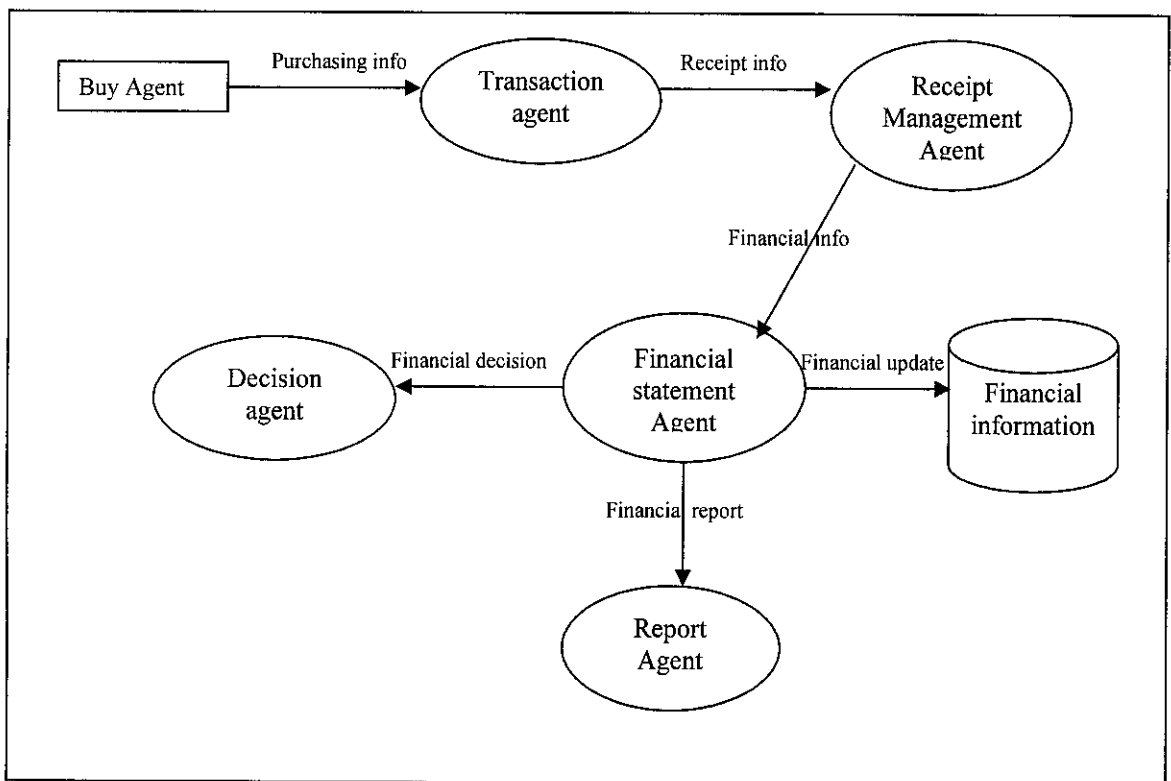 Buy Agent
Purchasing info
Transaction
agent
Receipt info
Receipt
Management
Agent
Financial info
Decision
agent
Financial decision
Financial
statement
Agent
Financial update
Financial
information
Financial report
Report
Agent